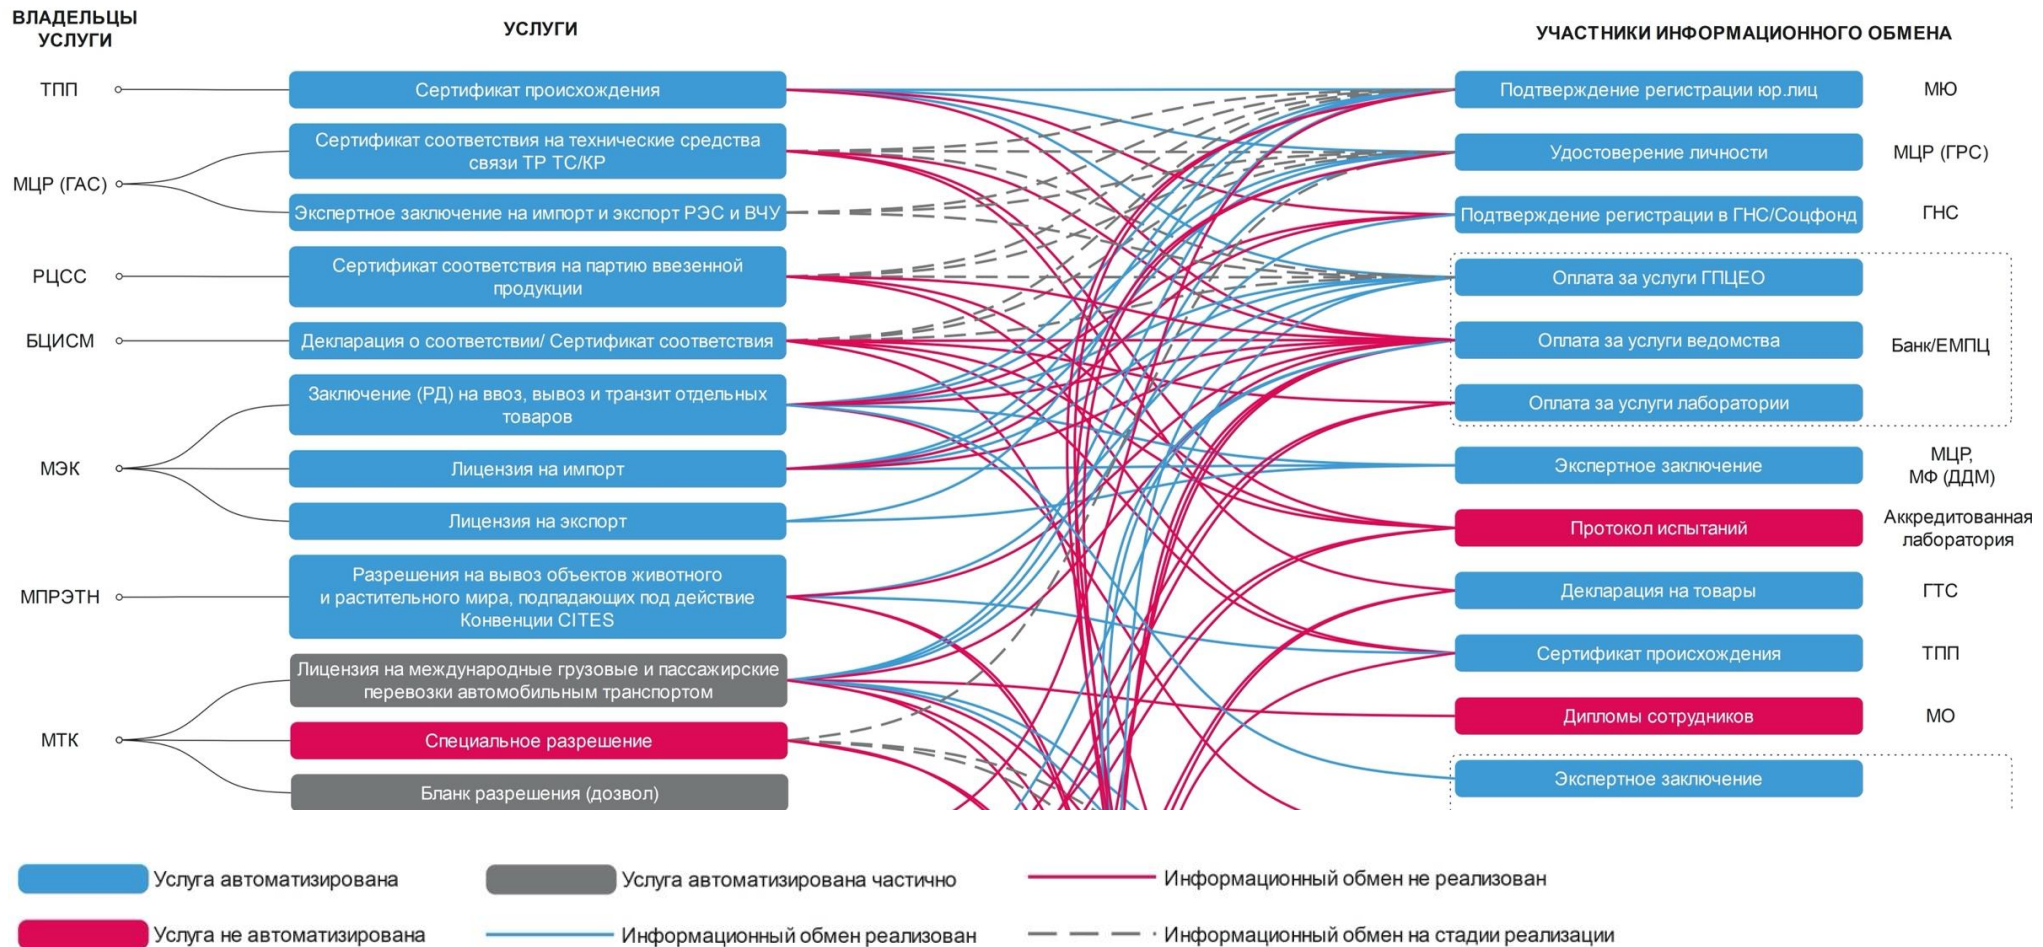 ВЛАДЕЛЬЦЫ
УСЛУГИ
УСЛУГИ
УЧАСТНИКИ ИНФОРМАЦИОННОГО ОБМЕНА
ТПП
Сертификат происхождения
Подтверждение регистрации юр.лиц
МЮ
МЦР (ГАС)
Сертификат соответствия на технические средства
связи ТР ТС/КР
Удостоверение личности
МЦР (ГРС)
Экспертное заключение на импорт и экспорт РЭС и ВЧУ
Подтверждение регистрации в ГНС/Соцфонд
ГНС
РЦСС
Сертификат соответствия на партию ввезенной
продукции
Оплата за услуги ГПЦЕО
БЦИСМ
Декларация о соответствии/ Сертификат соответствия
Оплата за услуги ведомства
Банк/ЕМПЦ
Заключение (РД) на ввоз, вывоз и транзит отдельных
товаров
Оплата за услуги лаборатории
МЭК
Лицензия на импорт
Экспертное заключение
МЦР,
МФ (ДДМ)
Лицензия на экспорт
Протокол испытаний
Аккредитованная
лаборатория
МПРЭТН
Разрешения на вывоз объектов животного
и растительного мира, подпадающих под действие
Конвенции CITES
Декларация на товары
ГТС
Лицензия на международные грузовые и пассажирские
перевозки автомобильным транспортом
Сертификат происхождения
ТПП
МТК
Специальное разрешение
Дипломы сотрудников
МО
Бланк разрешения (дозвол)
Экспертное заключение
Услуга автоматизирована
Услуга автоматизирована частично
Информационный обмен не реализован
Услуга не автоматизирована
Информационный обмен реализован
Информационный обмен на стадии реализации